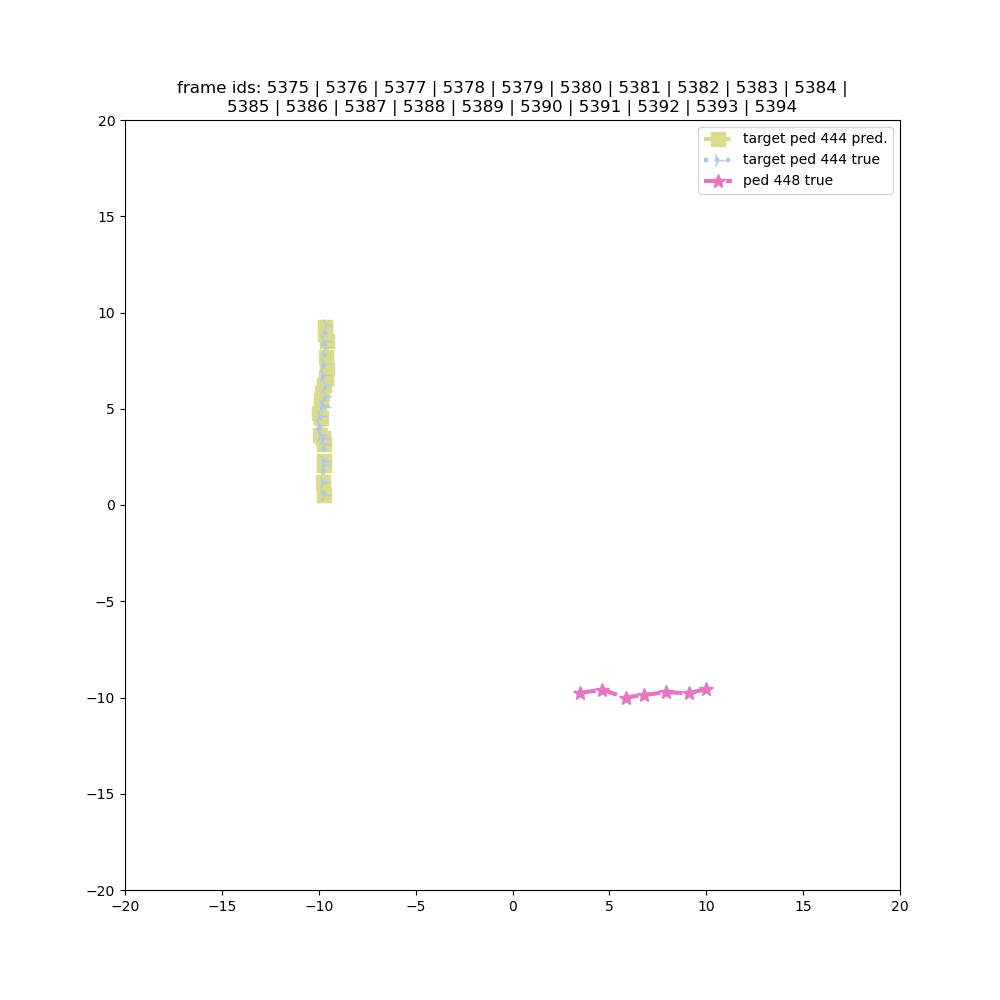 frame ids: 5375 | 5376 | 5377 | 5378 | 5379 | 5380 | 5381 | 5382 | 5383 | 5384 |
5385 | 5386 | 5387 | 5388 | 5389 | 5390 | 5391 | 5392 | 5393 | 5394
target ped 444 pred.
target ped 444 true
ped 448 true
20
15
10
5
0
−5
−10
−15
−20
−20 −15 −10 −5 0 5 10 15 20